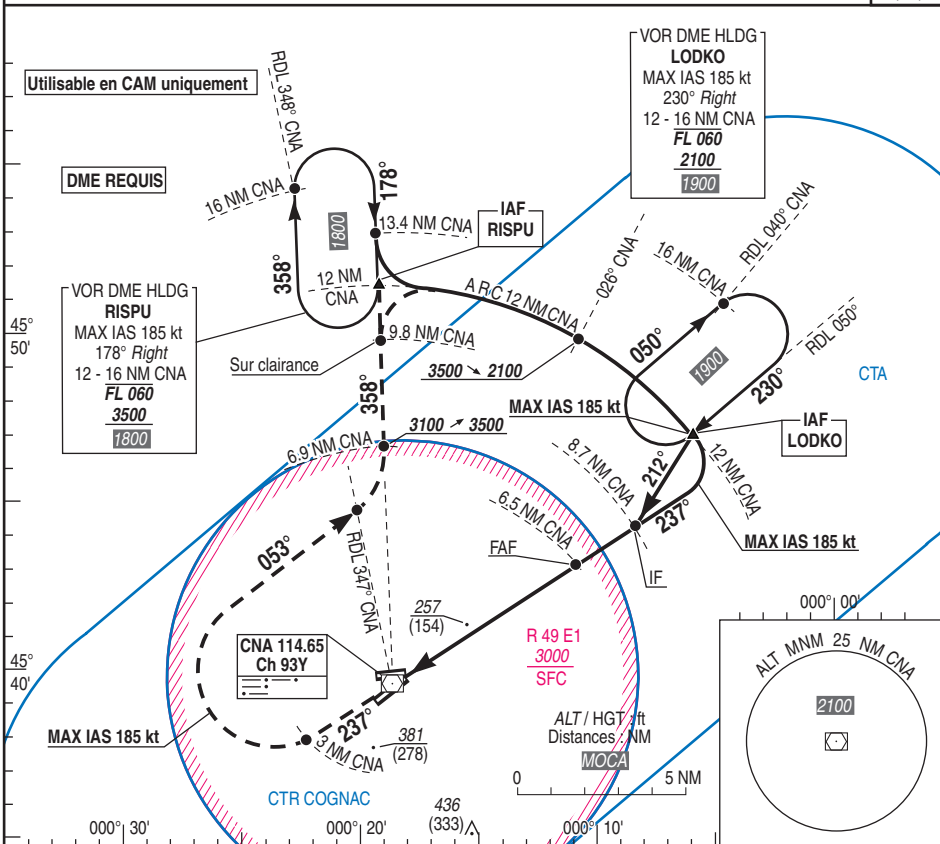 Utilisable en CAM uniquement
DME REQUIS
RDL 348° CNA
16 NM CNA
178°
358°
1800
13.4 NM CNA
12 NM
CNA
IAF
RISPU
VOR DME HLDG
LODKO
MAX IAS 185 kt
230° Right
12 - 16 NM CNA
FL 060
2100
1900
026° CNA
16 NM CNA
RDL 040° CNA
RDL 050°
ARC 12 NM CNA
050°
1900
230°
CTA
VOR DME HLDG
RISPU
MAX IAS 185 kt
178° Right
12 - 16 NM CNA
FL 060
3500
1800
45°
50'
9.8 NM CNA
Sur clairance
3500 ➘ 2100
358°
MAX IAS 185 kt
IAF
LODKO
3100 ➚ 3500
6.9 NM CNA
8.7 NM CNA
212°
12 NM CNA
237°
6.5 NM CNA
MAX IAS 185 kt
FAF
IF
053°
RDL 347° CNA
257
(154)
R 49 E1
3000
SFC
000° 00'
CNA 114.65
Ch 93Y
45°
40'
ALT MNM 25 NM CNA
2100
237°
MAX IAS 185 kt
3 NM CNA
381
(278)
ALT / HGT : ft
Distances : NM
MOCA
0 5 NM
CTR COGNAC
436
(333)
000° 30'
000° 20'
000° 10'